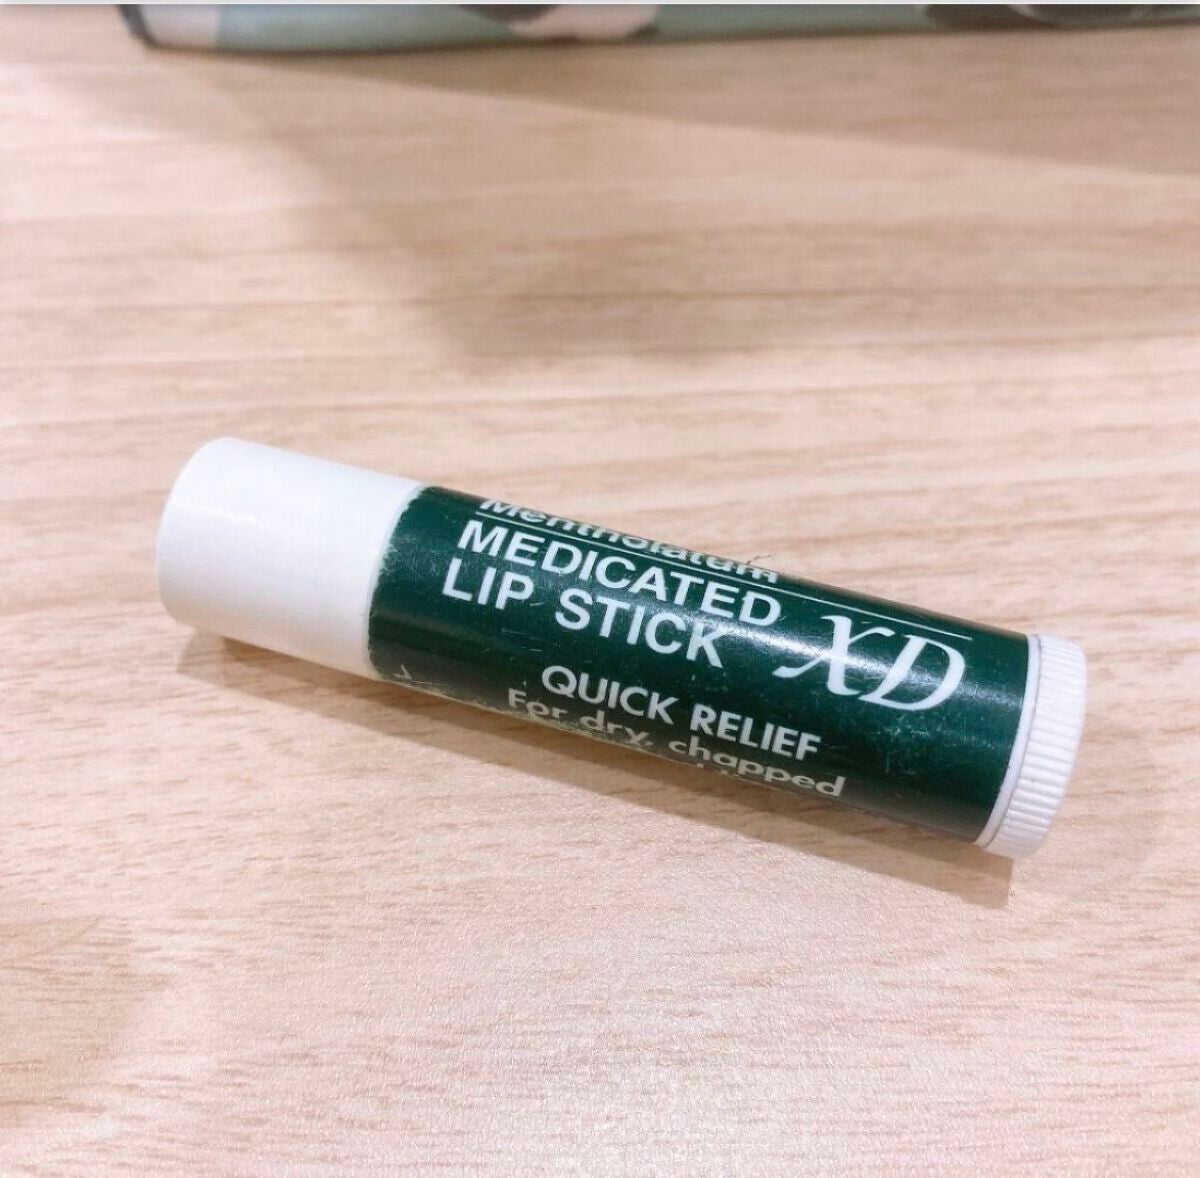 Mentholatum
MEDICATED
LIP STICK XD
QUICK RELIEF
For dry, chapped